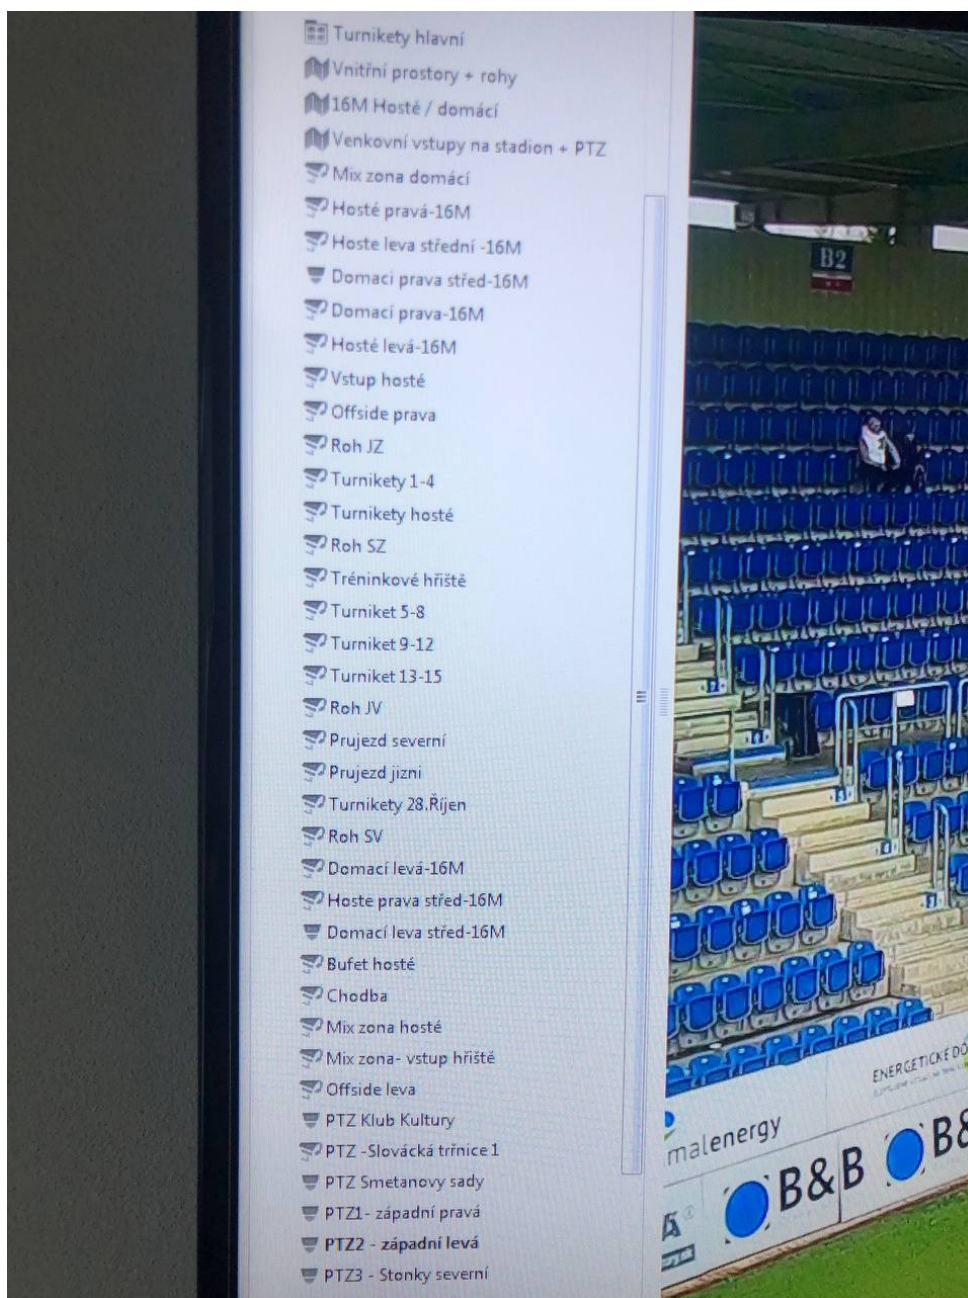 Turnikety hlavní
Vnitřní prostory + rohy
16M Hosté / domácí
Venkovní vstupy na stadion + PTZ
Mix zona domácí
Hosté pravá-16M
Hoste leva střední -16M
Domaci prava střed-16M
Domací prava-16M
Hosté levá-16M
Vstup hosté
Offside prava
Roh JZ
Turnikety 1-4
Turnikety hosté
Roh SZ
Tréninkové hřiště
Turniket 5-8
Turniket 9-12
Turniket 13-15
Roh JV
Prujezd severní
Prujezd jizni
Turnikety 28.Říjen
Roh SV
Domací levá-16M
Hoste prava střed-16M
Domací leva střed-16M
Bufet hosté
Chodba
Mix zona hosté
Mix zona- vstup hřiště
Offside leva
PTZ Klub Kultury
PTZ -Slovácká tržnice1
PTZ Smetanovy sady
PTZ1- západní pravá
PTZ2 - západní levá
PTZ3 - Stonky severní
B2
ENERGETICKÉ
malenergy
B&B